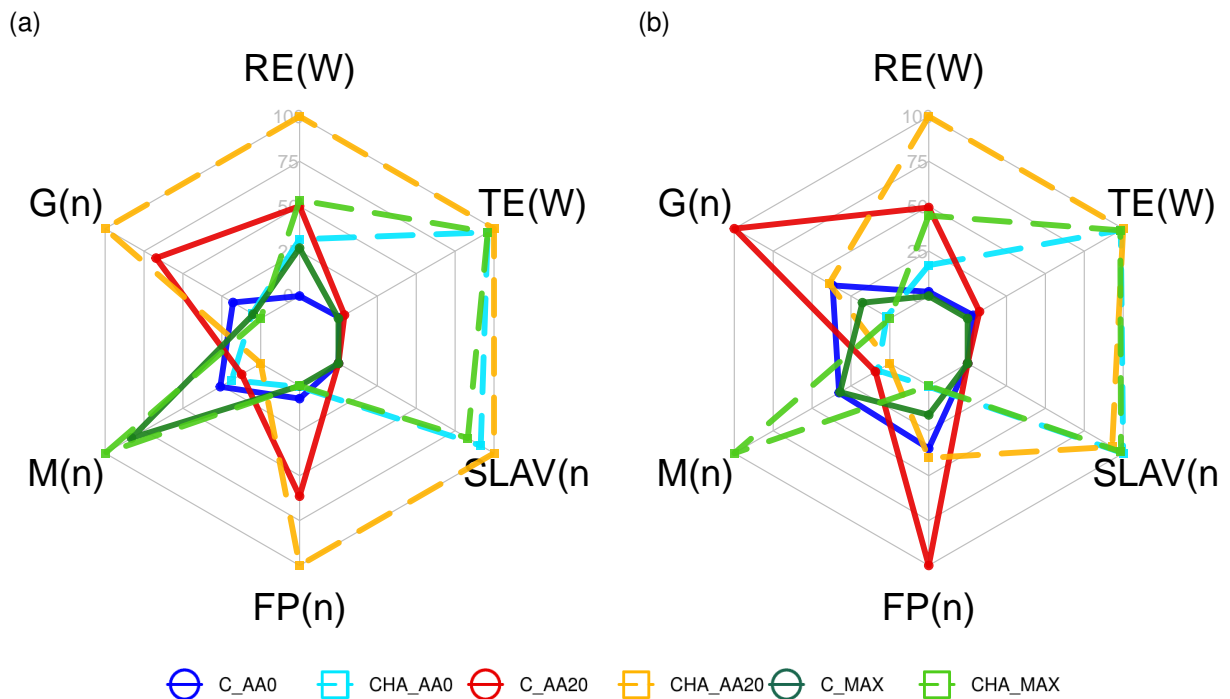 (a)
(b)
RE(W)
RE(W)
100
100
75
75
G(n)
TE(W)
G(n)
TE(W)
50
50
25
25
0
0
M(n)
SLAV(n
M(n)
SLAV(n
FP(n)
FP(n)
C_AA0 CHA_AA0 C_AA20 CHA_AA20 C_MAX CHA_MAX